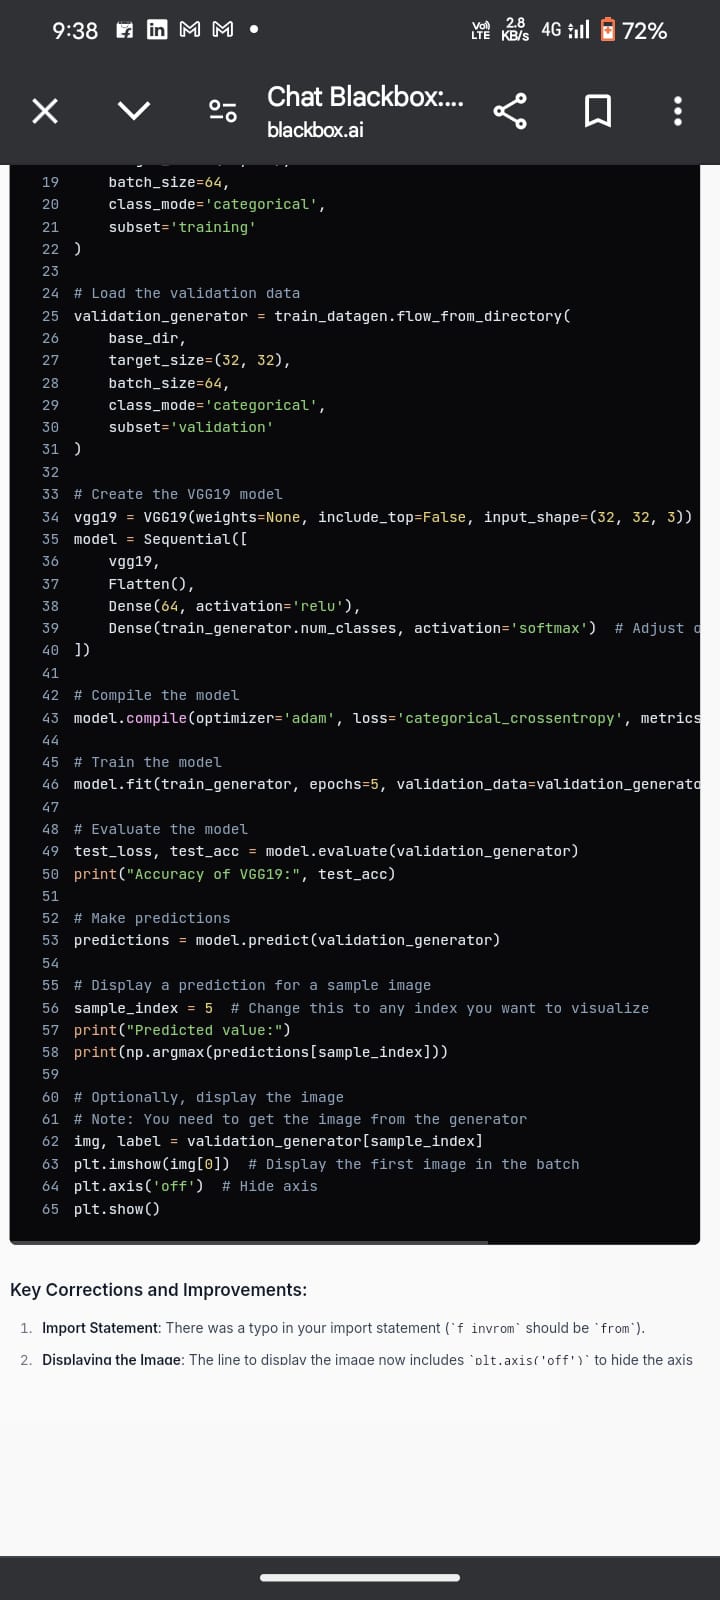 9:38
Vo)) LTE 2.8 KB/s 4G 72%
Chat Blackbox:...
blackbox.ai
19 batch_size=64,
20 class_mode='categorical',
21 subset='training'
22 )
23
24 # Load the validation data
25 validation_generator = train_datagen.flow_from_directory(
26 base_dir,
27 target_size=(32, 32),
28 batch_size=64,
29 class_mode='categorical',
30 subset='validation'
31 )
32
33 # Create the VGG19 model
34 vgg19 = VGG19(weights=None, include_top=False, input_shape=(32, 32, 3))
35 model = Sequential([
36 vgg19,
37 Flatten(),
38 Dense(64, activation='relu'),
39 Dense(train_generator.num_classes, activation='softmax')  # Adjust
40 ])
41
42 # Compile the model
43 model.compile(optimizer='adam', loss='categorical_crossentropy', metrics
44
45 # Train the model
46 model.fit(train_generator, epochs=5, validation_data=validation_generato
47
48 # Evaluate the model
49 test_loss, test_acc = model.evaluate(validation_generator)
50 print("Accuracy of VGG19:", test_acc)
51
52 # Make predictions
53 predictions = model.predict(validation_generator)
54
55 # Display a prediction for a sample image
56 sample_index = 5  # Change this to any index you want to visualize
57 print("Predicted value:")
58 print(np.argmax(predictions[sample_index]))
59
60 # Optionally, display the image
61 # Note: You need to get the image from the generator
62 img, label = validation_generator[sample_index]
63 plt.imshow(img[0])  # Display the first image in the batch
64 plt.axis('off')  # Hide axis
65 plt.show()
Key Corrections and Improvements:
1. Import Statement: There was a typo in your import statement (`f invrom` should be `from`).
2. Displaying the Image: The line to display the image now includes `plt.axis('off')` to hide the axis